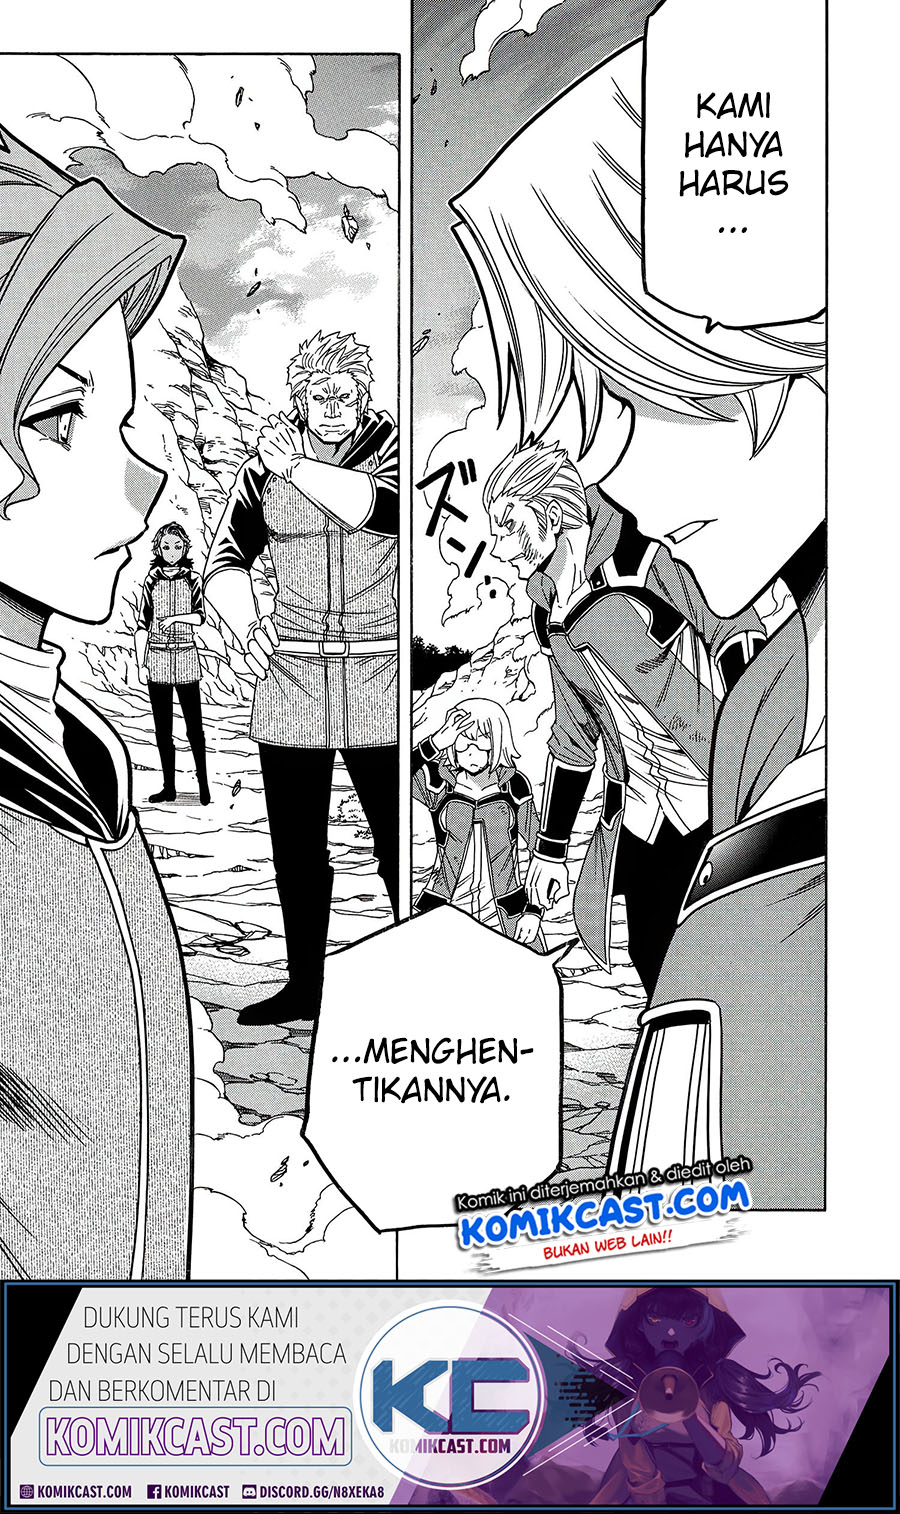 KAMI
HANYA
HARUS
...
ズ
ン
...MENGHEN-
TIKANNYA.
Komik ini diterjemahkan & diedit oleh
KOMIKCAST.COM
BUKAN WEB LAIN!!
DUKUNG TERUS KAMI
DENGAN SELALU MEMBACA
DAN BERKOMENTAR DI
KOMIKCAST.COM
KC
KOMIKCAST.COM
KOMIKCAST.COM KOMIKCAST DISCORD.GG/N8XEKA8